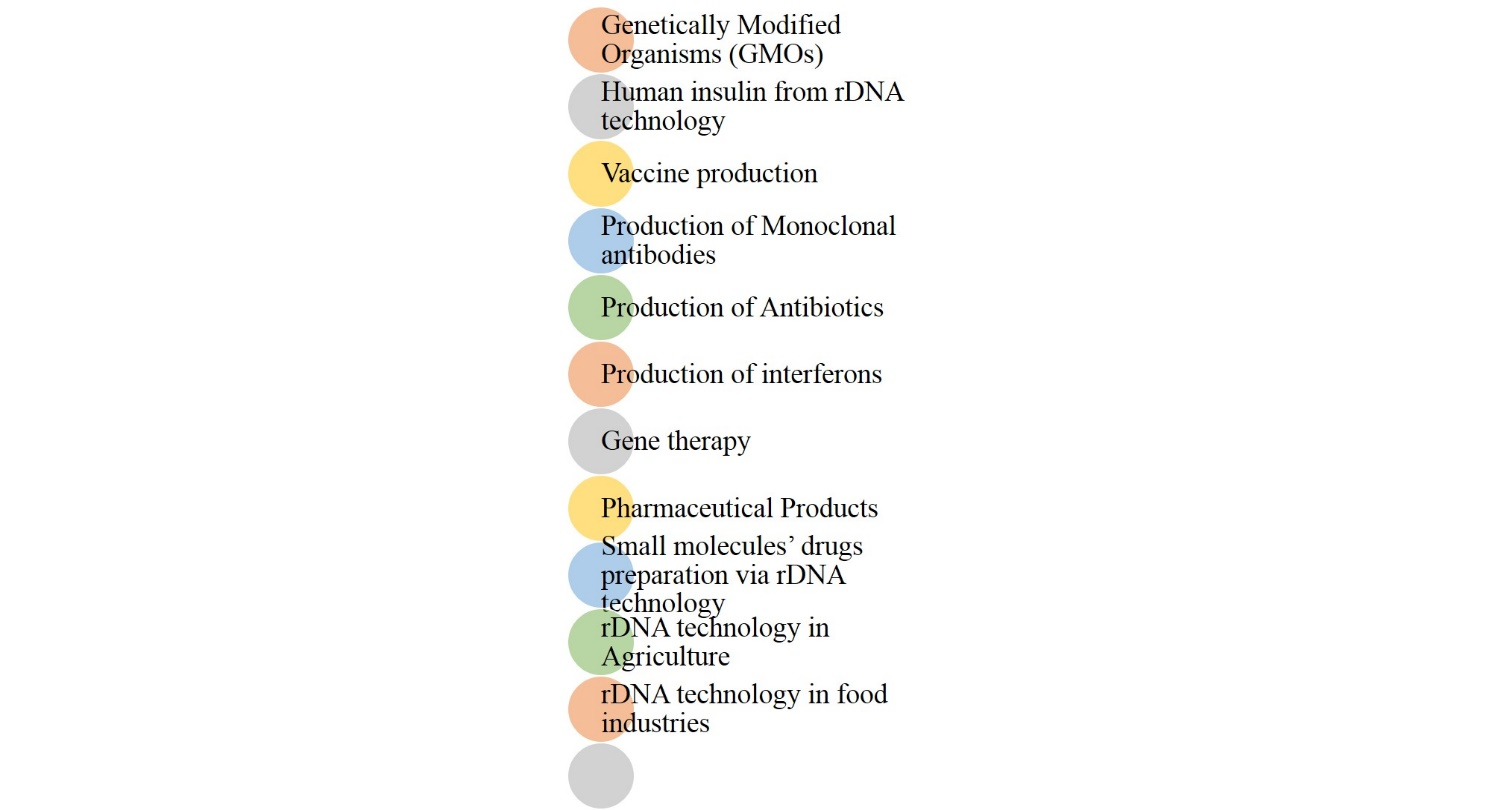 Genetically Modified
Organisms (GMOs)
Human insulin from rDNA
technology
Vaccine production
Production of Monoclonal
antibodies
Production of Antibiotics
Production of interferons
Gene therapy
Pharmaceutical Products
Small molecules’ drugs
preparation via rDNA
technology
rDNA technology in
Agriculture
rDNA technology in food
industries